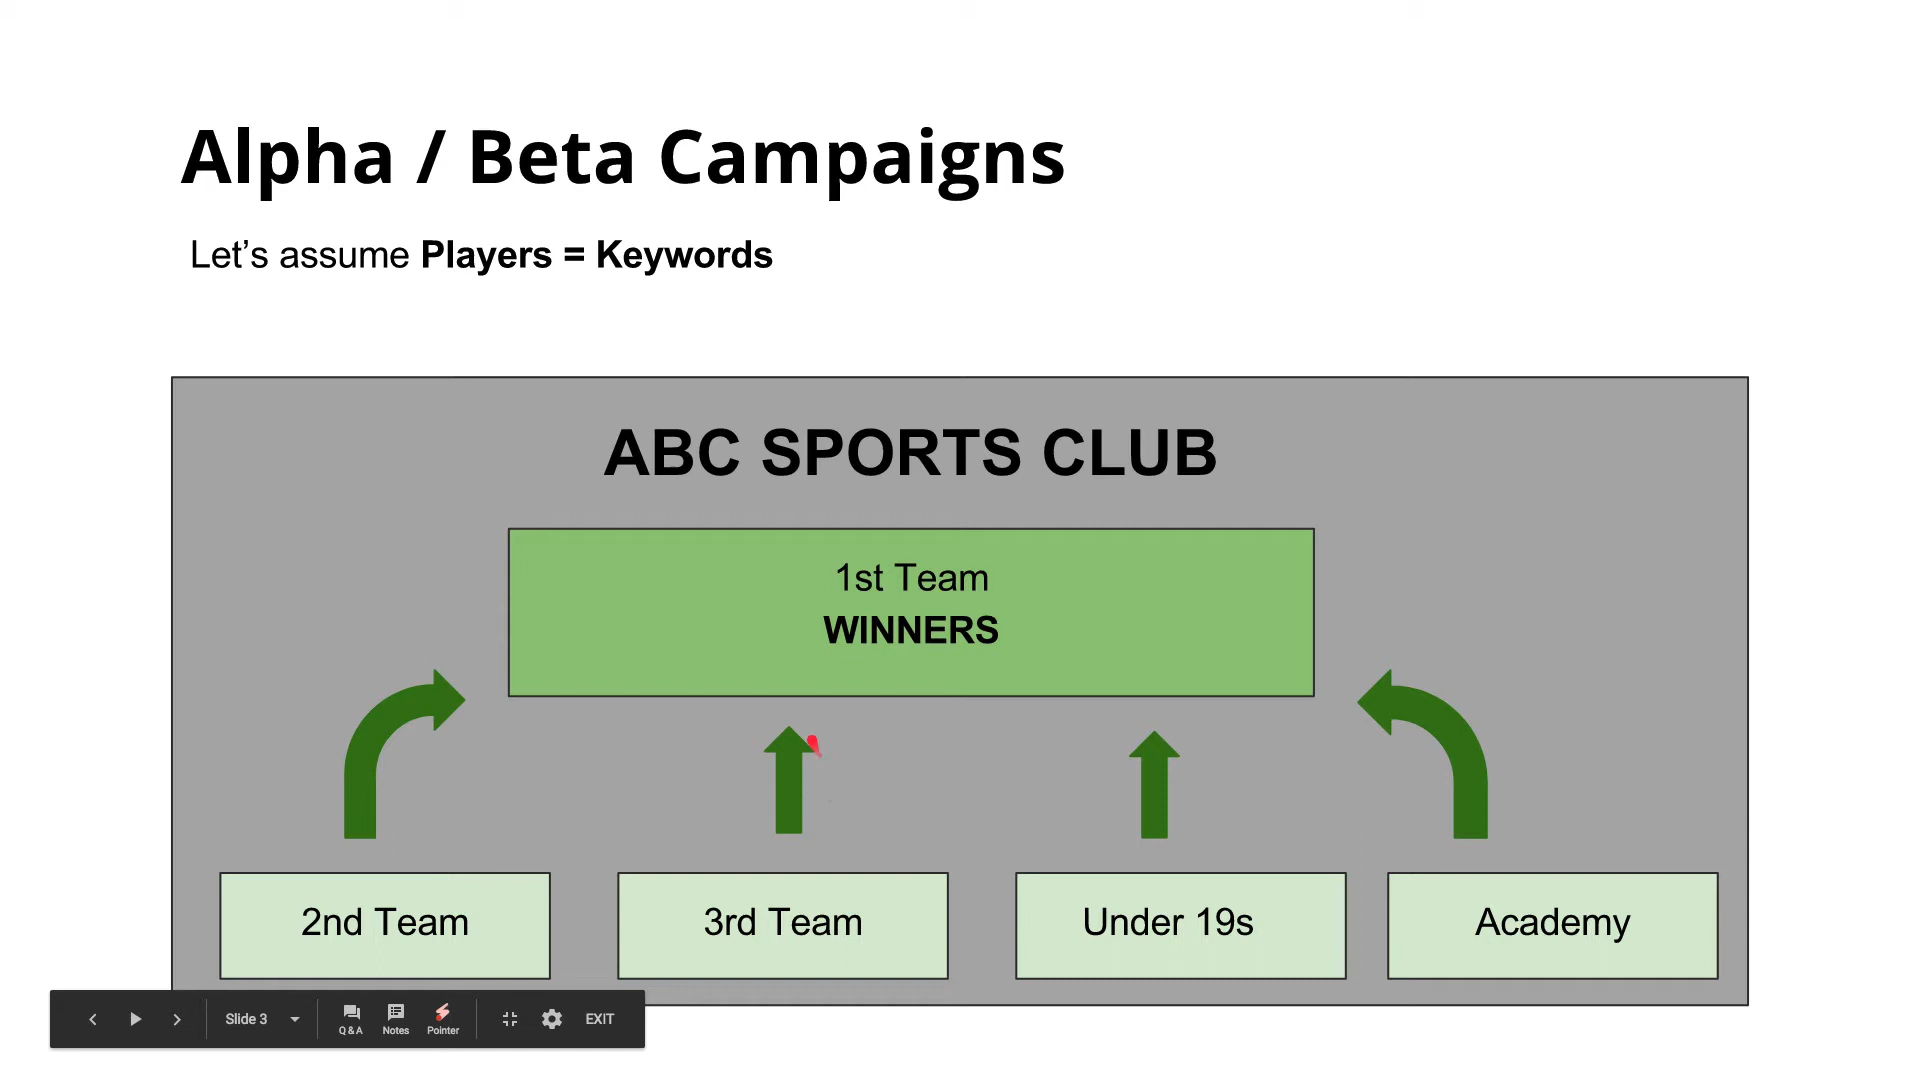 Alpha / Beta Campaigns
Let’s assume Players = Keywords
ABC SPORTS CLUB
1st Team
WINNERS
2nd Team
3rd Team
Under 19s
Academy
Slide 3
Q & A
Notes
Pointer
EXIT